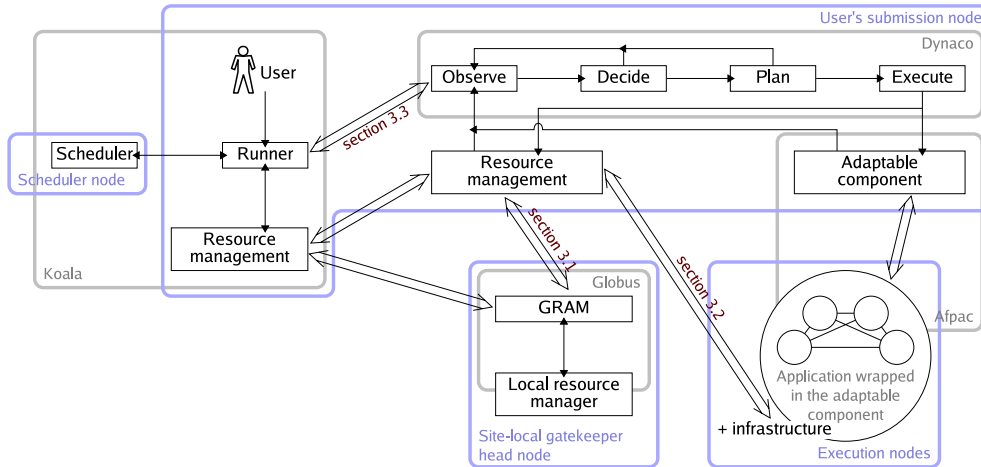 User's submission node
Dynaco
User
Observe
Decide
Plan
Execute
section 3.3
Scheduler
Runner
Scheduler node
Resource
management
Adaptable
component
Resource
management
Koala
section 3.1
section 3.2
Globus
GRAM
Afpac
Local resource
manager
Application wrapped
in the adaptable
component
+ infrastructure
Site-local gatekeeper
head node
Execution nodes